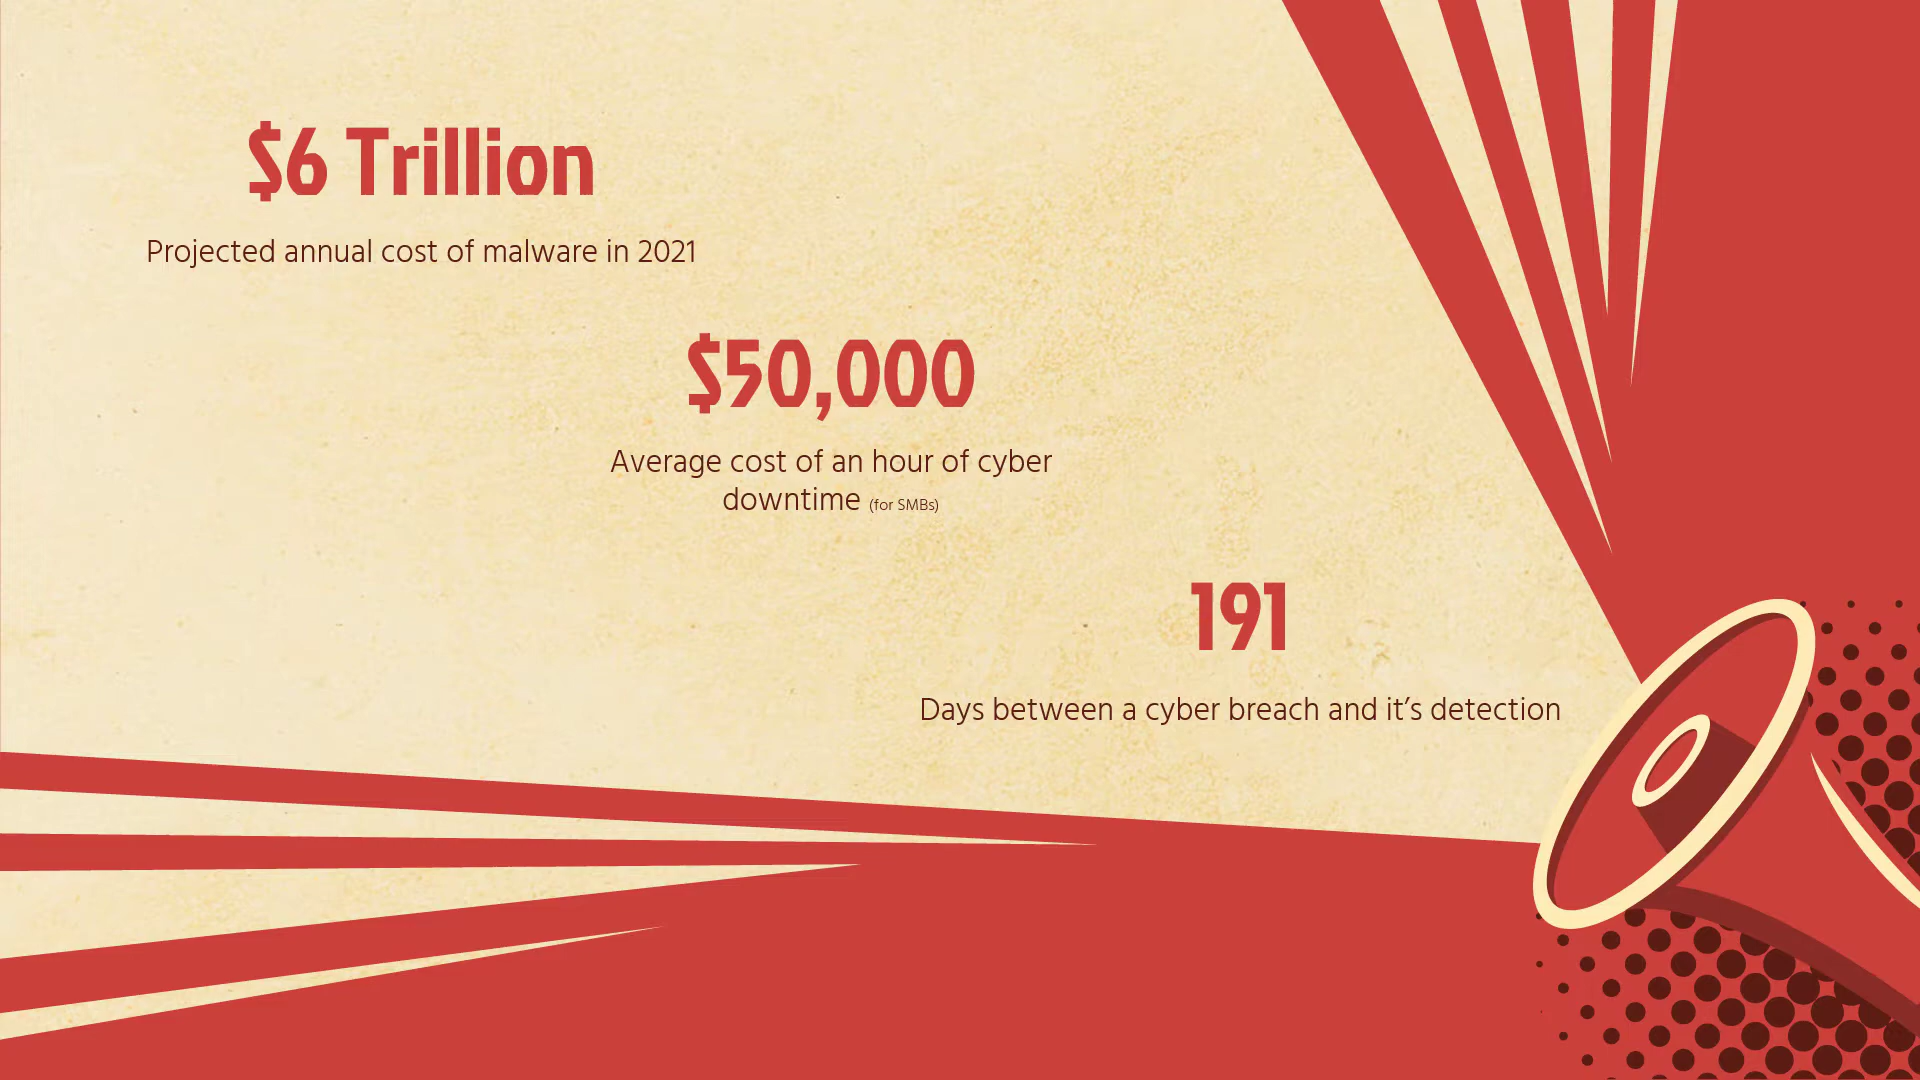 $6 Trillion
Projected annual cost of malware in 2021
$50,000
Average cost of an hour of cyber
downtime (for SMBs)
191
Days between a cyber breach and it’s detection